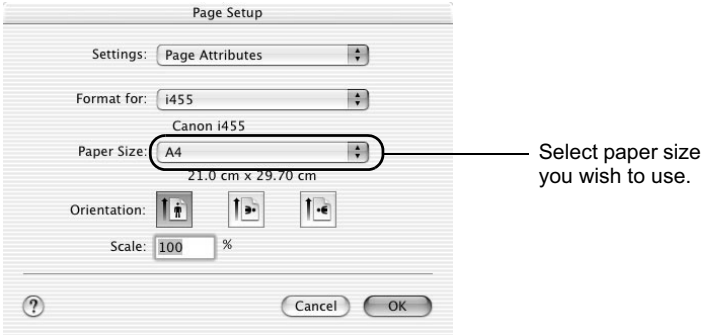 Page Setup
Settings: Page Attributes
Format for: i455
Canon i455
Paper Size: A4
21.0 cm x 29.70 cm
Select paper size
you wish to use.
Orientation:
Scale: 100 %
? Cancel OK